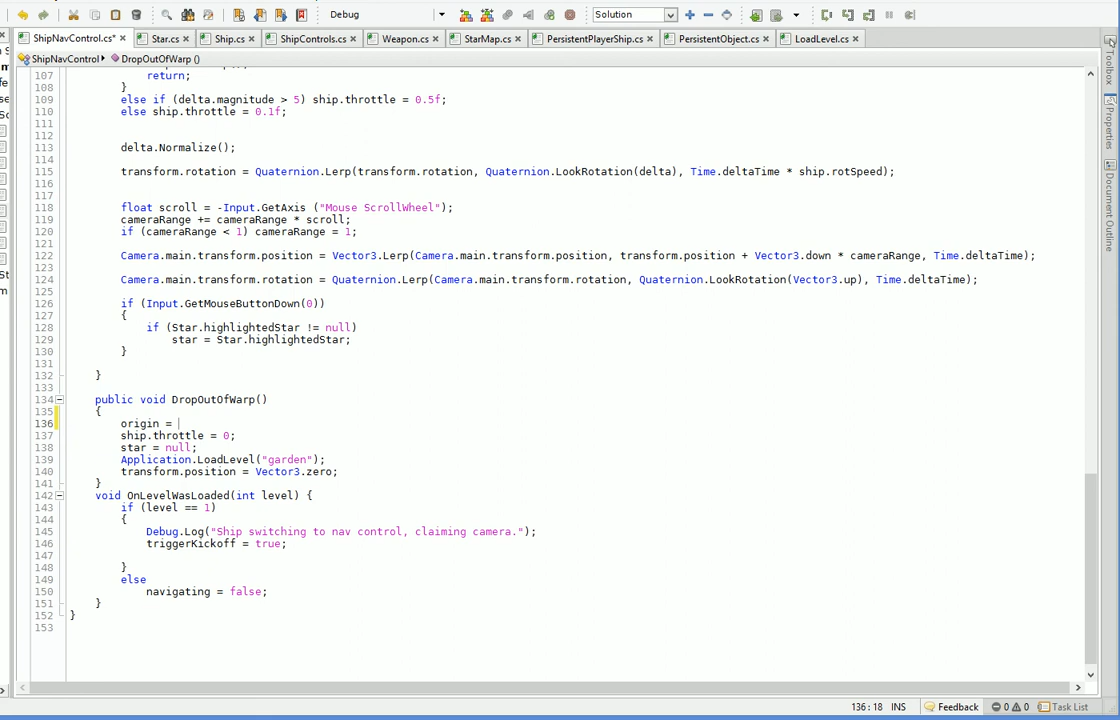 Debug
Solution
ShipNavControl.cs*
Star.cs
Ship.cs
ShipControls.cs
Weapon.cs
StarMap.cs
PersistentPlayerShip.cs
PersistentObject.cs
LoadLevel.cs
ShipNavControl
DropOutOfWarp ()
107 return;
108 }
109 else if (delta.magnitude > 5) ship.throttle = 0.5f;
110 else ship.throttle = 0.1f;
111
112
113 delta.Normalize();
114
115 transform.rotation = Quaternion.Lerp(transform.rotation, Quaternion.LookRotation(delta), Time.deltaTime * ship.rotSpeed);
116
117
118 float scroll = -Input.GetAxis ("Mouse ScrollWheel");
119 cameraRange += cameraRange * scroll;
120 if (cameraRange < 1) cameraRange = 1;
121
122 Camera.main.transform.position = Vector3.Lerp(Camera.main.transform.position, transform.position + Vector3.down * cameraRange, Time.deltaTime);
123
124 Camera.main.transform.rotation = Quaternion.Lerp(Camera.main.transform.rotation, Quaternion.LookRotation(Vector3.up), Time.deltaTime);
125
126 if (Input.GetMouseButtonDown(0))
127 {
128 if (Star.highlightedStar != null)
129 star = Star.highlightedStar;
130 }
131
132 }
133
134 public void DropOutOfWarp()
135 {
136 origin =
137 ship.throttle = 0;
138 star = null;
139 Application.LoadLevel("garden");
140 transform.position = Vector3.zero;
141 }
142 void OnLevelWasLoaded(int level) {
143 if (level == 1)
144 {
145 Debug.Log("Ship switching to nav control, claiming camera.");
146 triggerKickoff = true;
147
148 }
149 else
150 navigating = false;
151 }
152 }
153
Toolbox
Properties
Document Outline
136 : 18 INS
Feedback
0
0
Task List